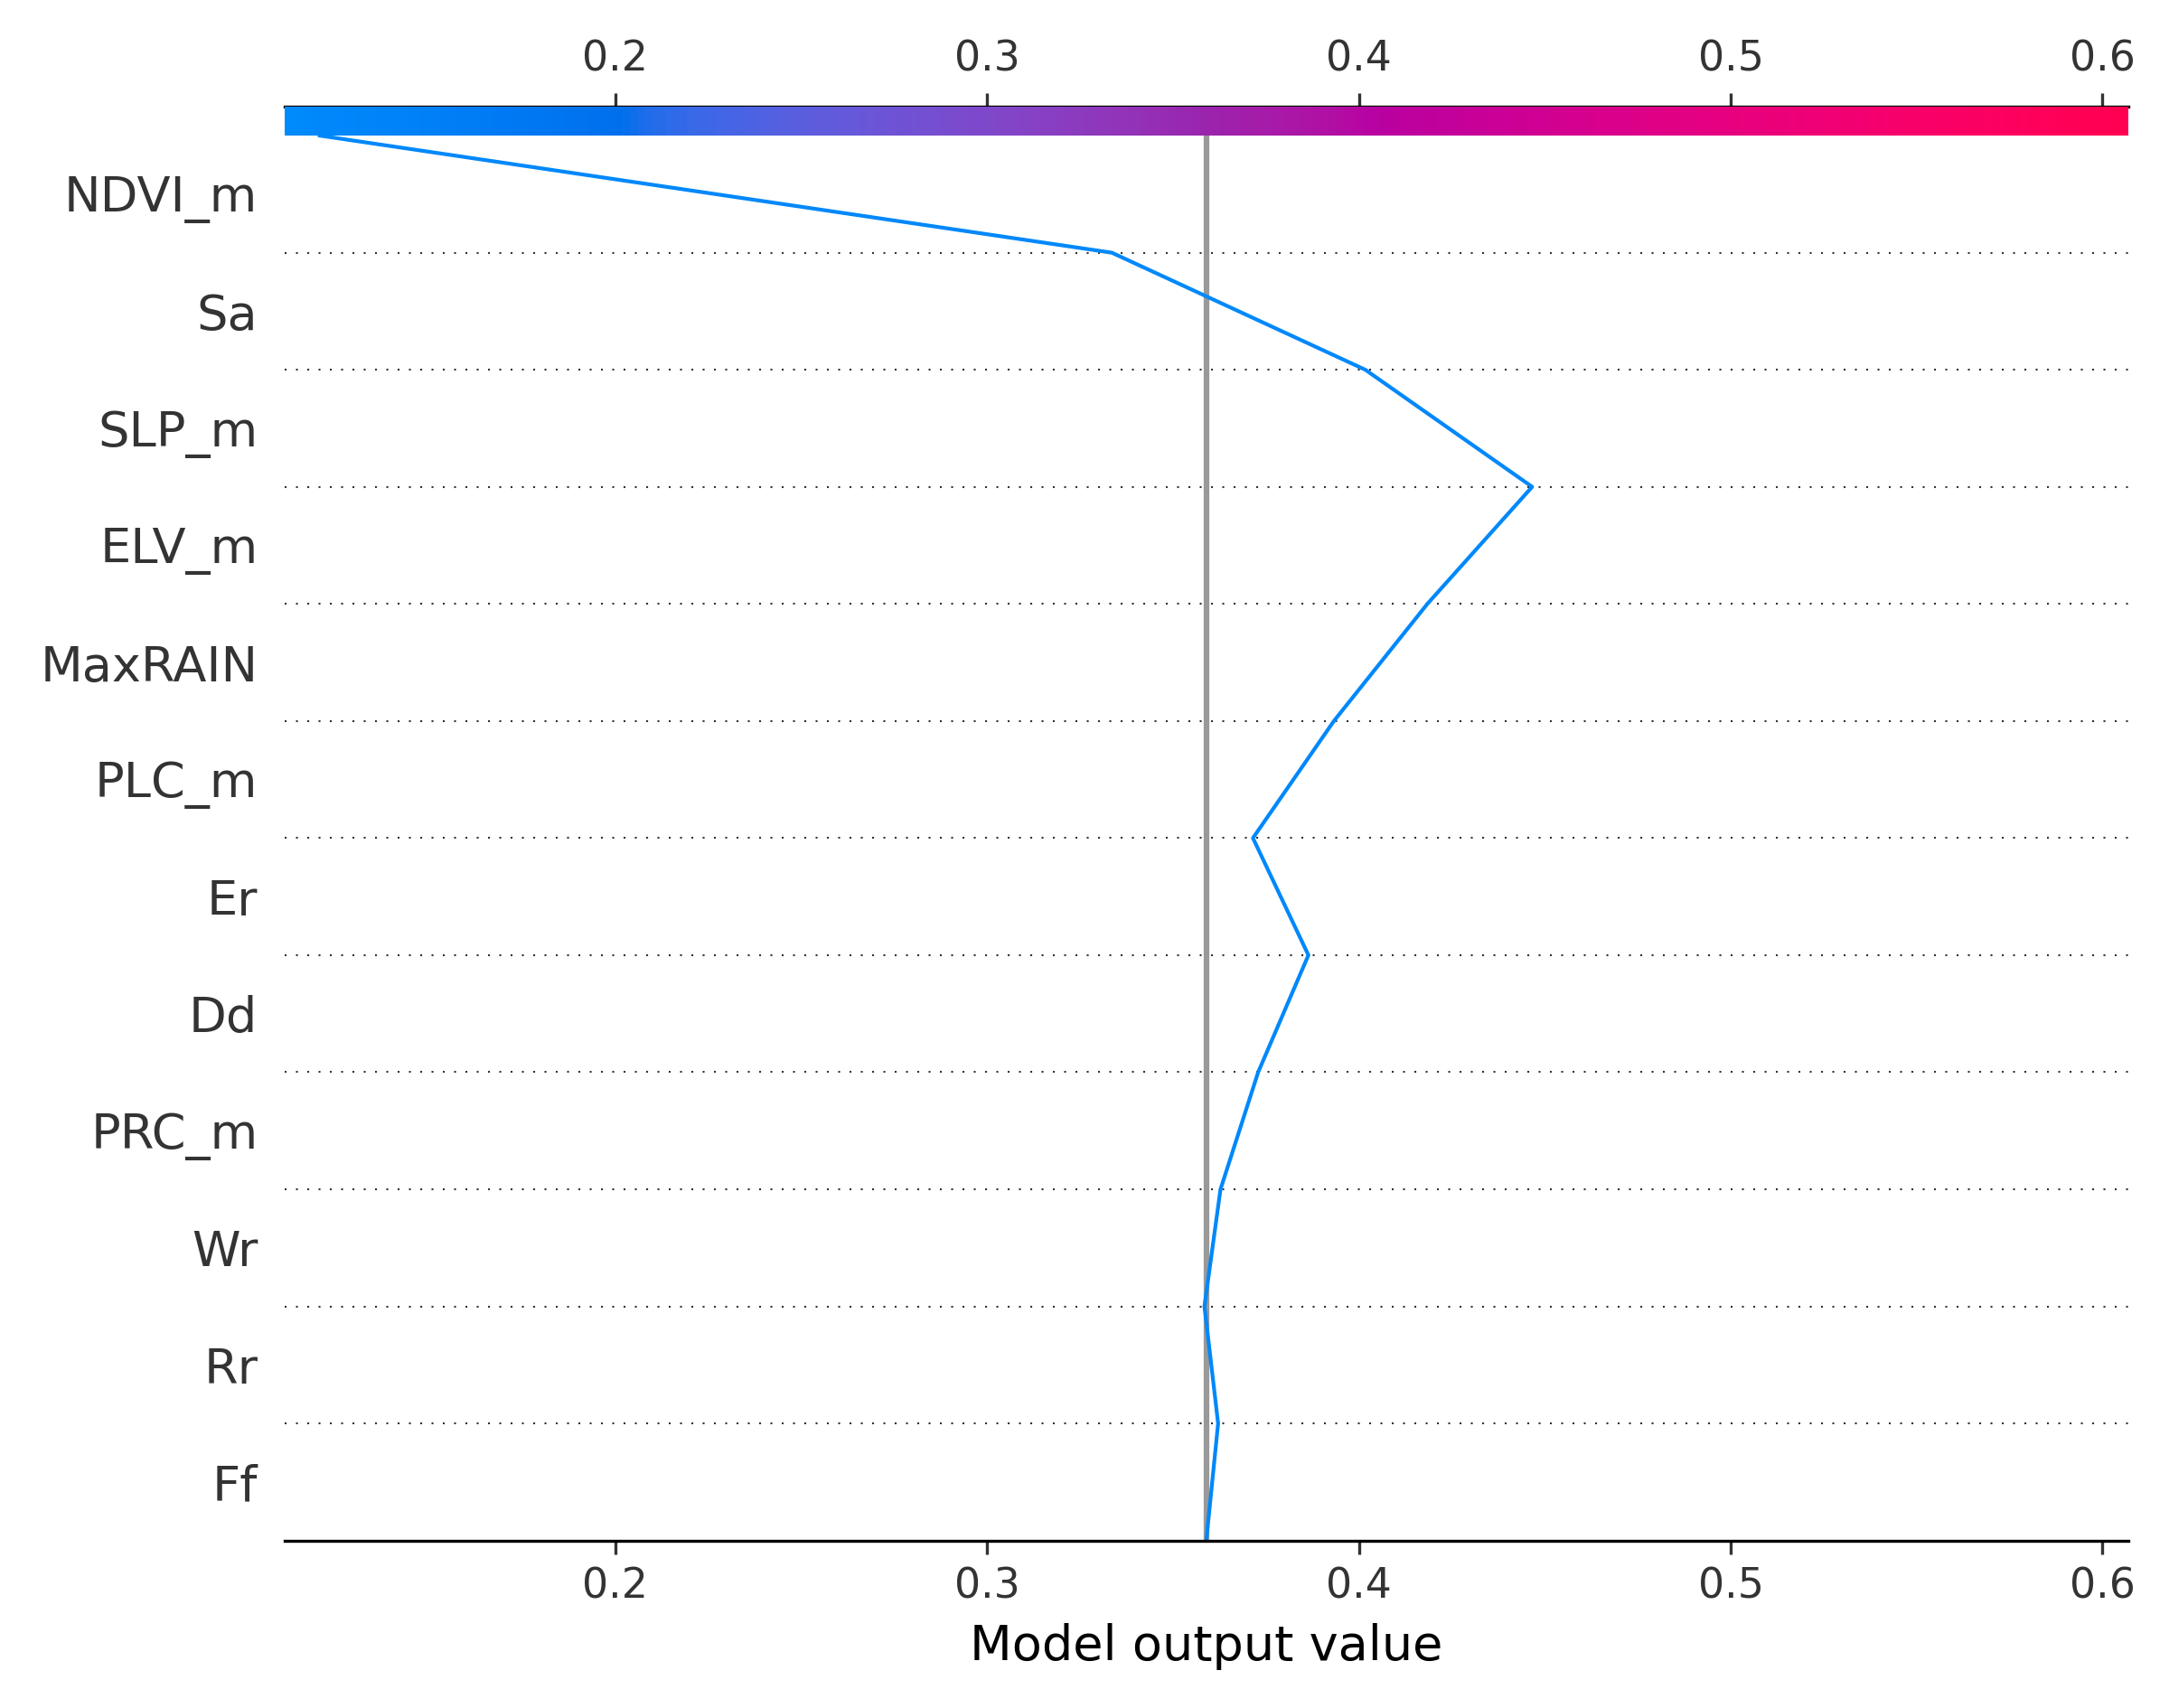 0.2 0.3 0.4 0.5 0.6
NDVI_m
Sa
SLP_m
ELV_m
MaxRAIN
PLC_m
Er
Dd
PRC_m
Wr
Rr
Ff
0.2 0.3 0.4 0.5 0.6
Model output value